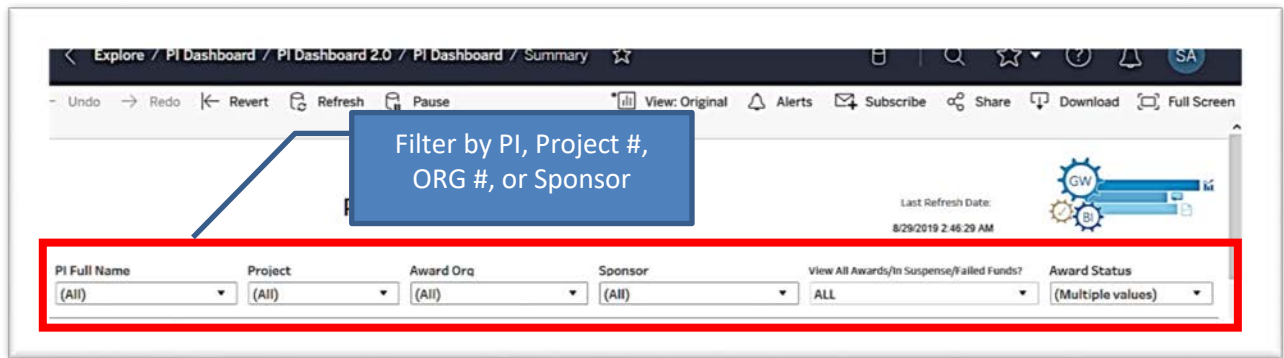 Explore / PI Dashboard / PI Dashboard 2.0 / PI Dashboard / Summary
SA
Undo Redo Revert Refresh Pause View: Original Alerts Subscribe Share Download Full Screen
Filter by PI, Project #,
ORG #, or Sponsor
GW
BI
Last Refresh Date:
8/29/2019 2:46:29 AM
PI Full Name Project Award Org Sponsor View All Awards/In Suspense/Failed Funds? Award Status
(All) (All) (All) (All) ALL (Multiple values)